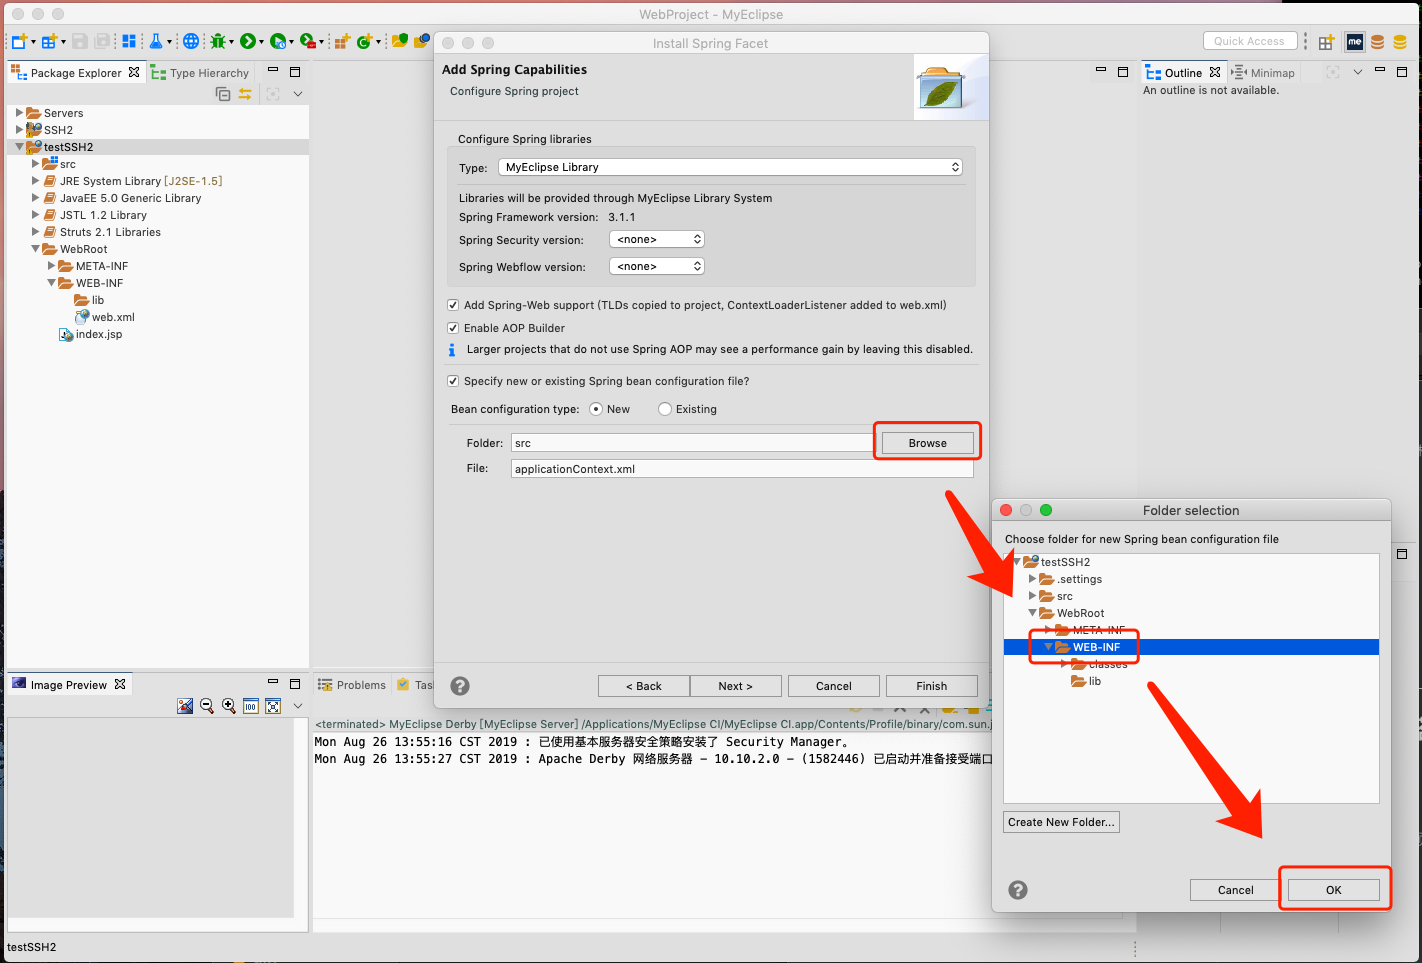 WebProject - MyEclipse
Quick Access
me
Package Explorer
Type Hierarchy
Servers
SSH2
testSSH2
src
JRE System Library [J2SE-1.5]
JavaEE 5.0 Generic Library
JSTL 1.2 Library
Struts 2.1 Libraries
WebRoot
META-INF
WEB-INF
lib
web.xml
index.jsp
Install Spring Facet
Add Spring Capabilities
Configure Spring project
Configure Spring libraries
Type: MyEclipse Library
Libraries will be provided through MyEclipse Library System
Spring Framework version: 3.1.1
Spring Security version: <none>
Spring Webflow version: <none>
Add Spring-Web support (TLDs copied to project, ContextLoaderListener added to web.xml)
Enable AOP Builder
Larger projects that do not use Spring AOP may see a performance gain by leaving this disabled.
Specify new or existing Spring bean configuration file?
Bean configuration type: New Existing
Folder: src Browse
File: applicationContext.xml
< Back Next > Cancel Finish
Outline
Minimap
An outline is not available.
Folder selection
Choose folder for new Spring bean configuration file
testSSH2
.settings
src
WebRoot
META-INF
WEB-INF
classes
lib
Create New Folder...
Cancel OK
Image Preview
100
Problems
Tas
<terminated> MyEclipse Derby [MyEclipse Server] /Applications/MyEclipse CI/MyEclipse CI.app/Contents/Profile/binary/com.sun.j
Mon Aug 26 13:55:16 CST 2019 : 已使用基本服务器安全策略安装了 Security Manager。
Mon Aug 26 13:55:27 CST 2019 : Apache Derby 网络服务器 - 10.10.2.0 - (1582446) 已启动并准备接受端口
testSSH2